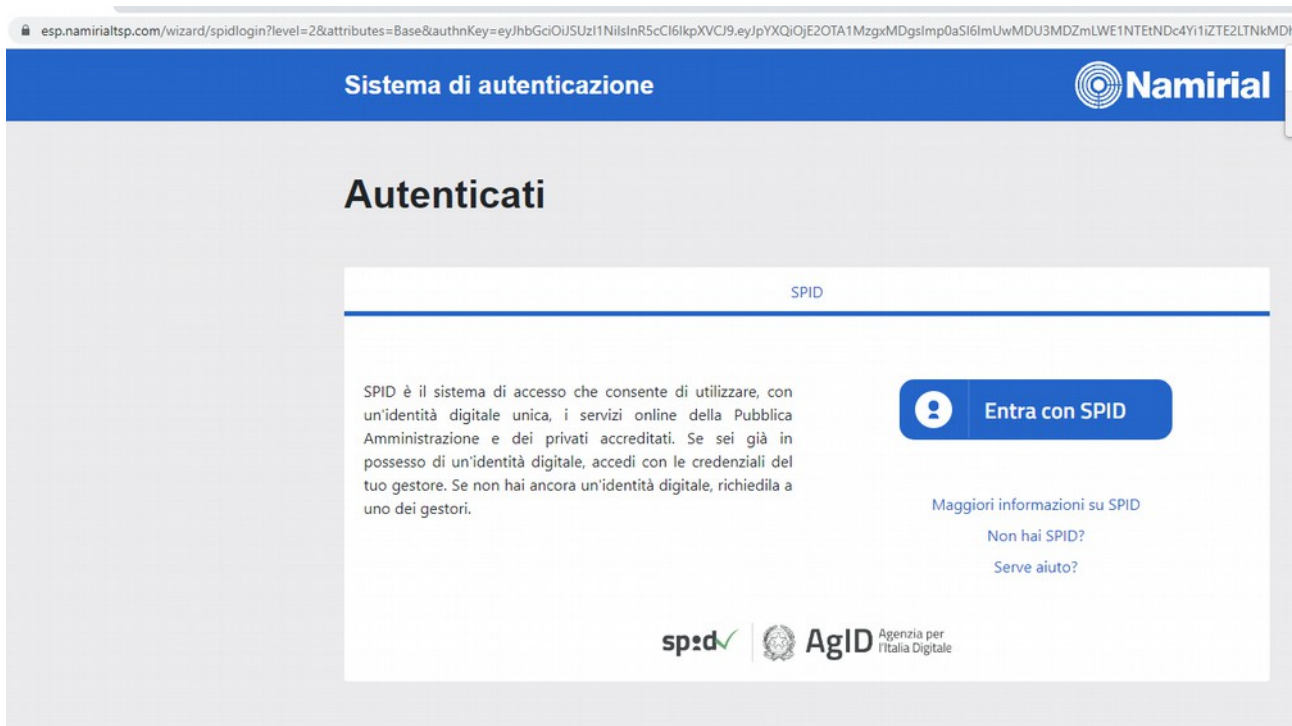 esp.namirialtsp.com/wizard/spidlogin?level=2&attributes=Base&authnKey=eyJhbGciOiJSUzI1NiIsInR5cCI6IkpXVCJ9.eyJpYXQiOjE2OTA1MzgxMDgsImp0aSI6ImUwMDU3MDZmLWE1NTEtNDc4Yi1iZTE2LTNkMD
Sistema di autenticazione
Namirial
Autenticati
SPID
SPID è il sistema di accesso che consente di utilizzare, con
un'identità digitale unica, i servizi online della Pubblica
Amministrazione e dei privati accreditati. Se sei già in
possesso di un'identità digitale, accedi con le credenziali del
tuo gestore. Se non hai ancora un'identità digitale, richiedila a
uno dei gestori.
Entra con SPID
Maggiori informazioni su SPID
Non hai SPID?
Serve aiuto?
spid
AgID Agenzia per
l'Italia Digitale